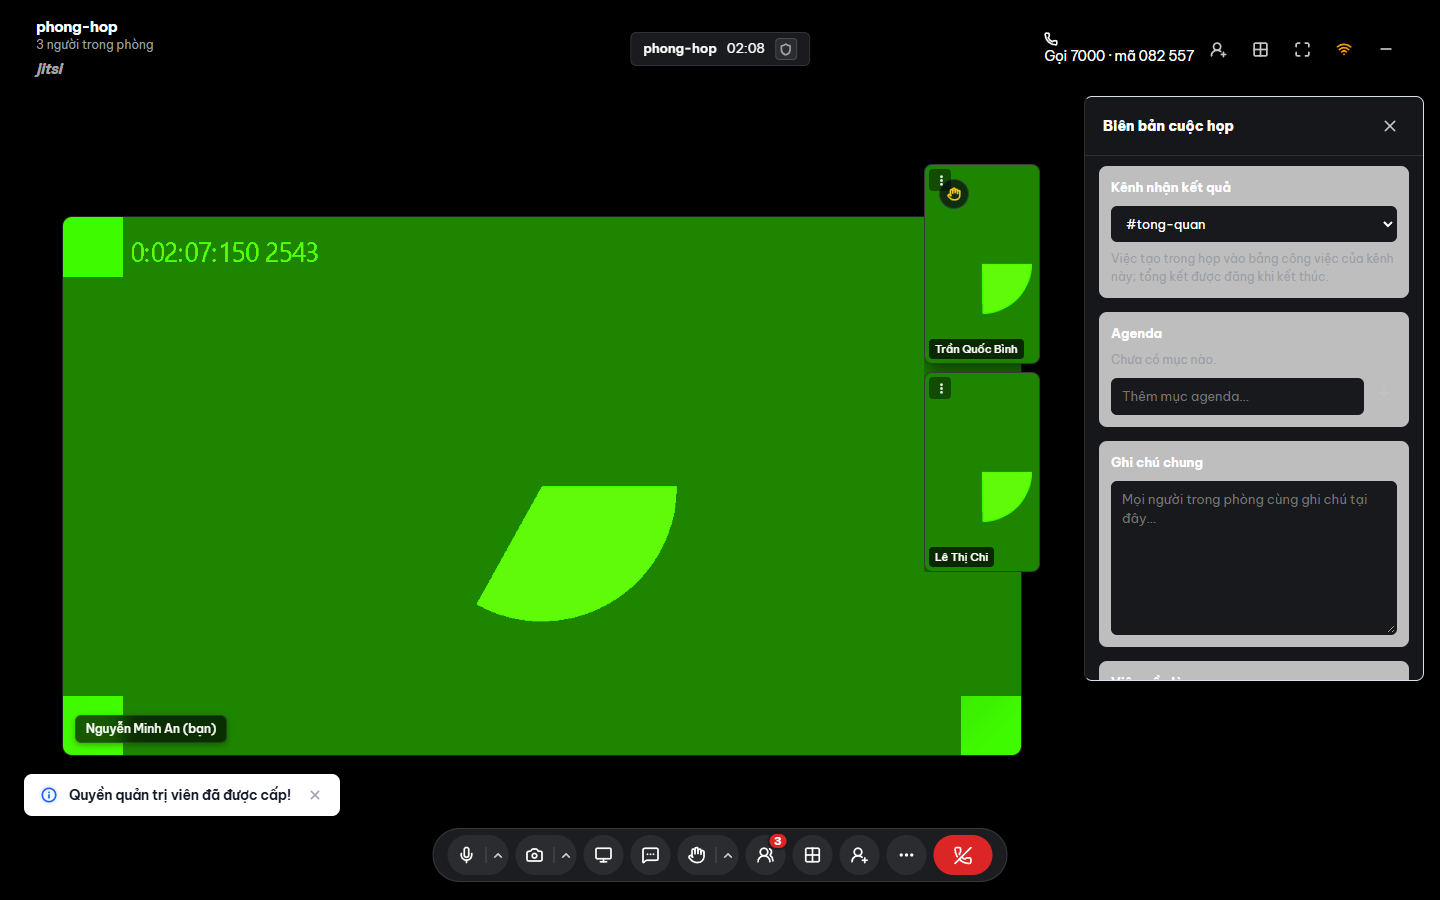 phong-hop
3 người trong phòng
jitsi
phong-hop 02:08
Gọi 7000 · mã 082 557
Biên bản cuộc họp
Kênh nhận kết quả
#tong-quan
Việc tạo trong họp vào bảng công việc của kênh
này; tổng kết được đăng khi kết thúc.
Agenda
Chưa có mục nào.
Thêm mục agenda...
Ghi chú chung
Mọi người trong phòng cùng ghi chú tại
đây...
0:02:07:150 2543
Trần Quốc Bình
Lê Thị Chi
Nguyễn Minh An (bạn)
Quyền quản trị viên đã được cấp!
3